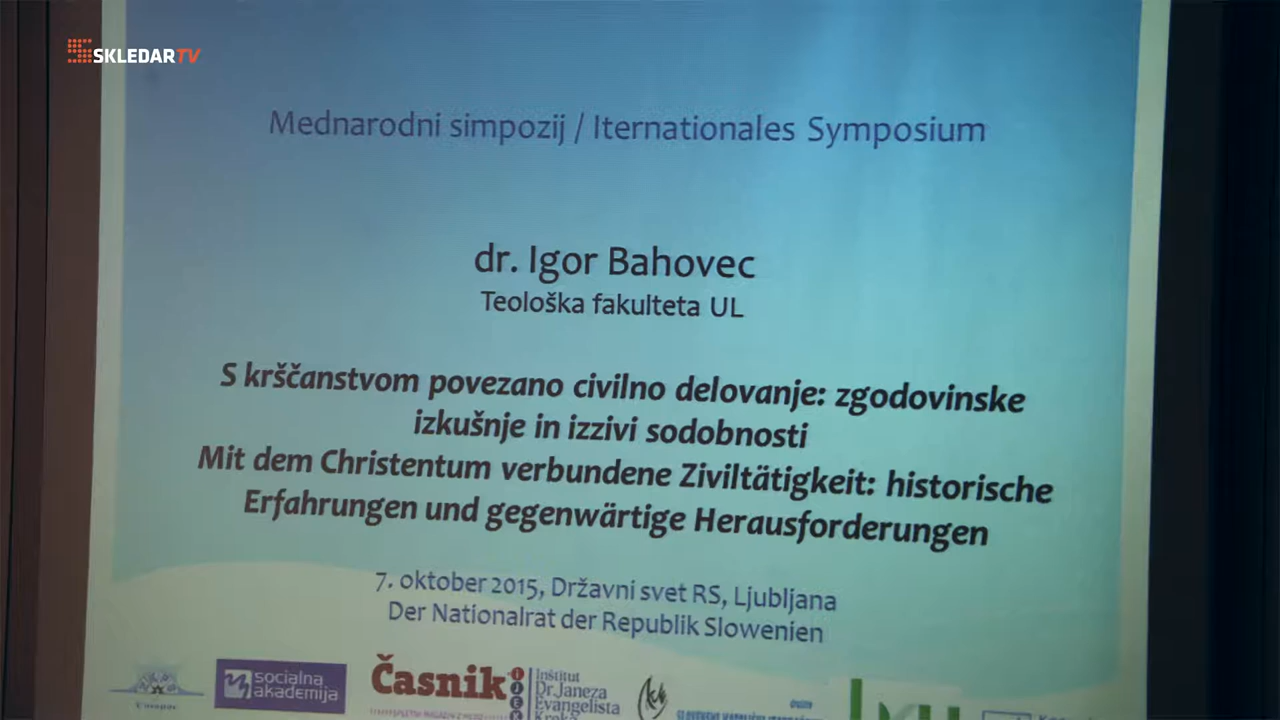 SKLEDARTV
Mednarodni simpozij / Iternationales Symposium
dr. Igor Bahovec
Teološka fakulteta UL
S krščanstvom povezano civilno delovanje: zgodovinske
izkušnje in izzivi sodobnosti
Mit dem Christentum verbundene Ziviltätigkeit: historische
Erfahrungen und gegenwärtige Herausforderungen
7. oktober 2015, Državni svet RS, Ljubljana
Der Nationalrat der Republik Slowenien
socialna
akademija
Časnik
Inštitut
Dr. Janeza
Evangelista
Kreka